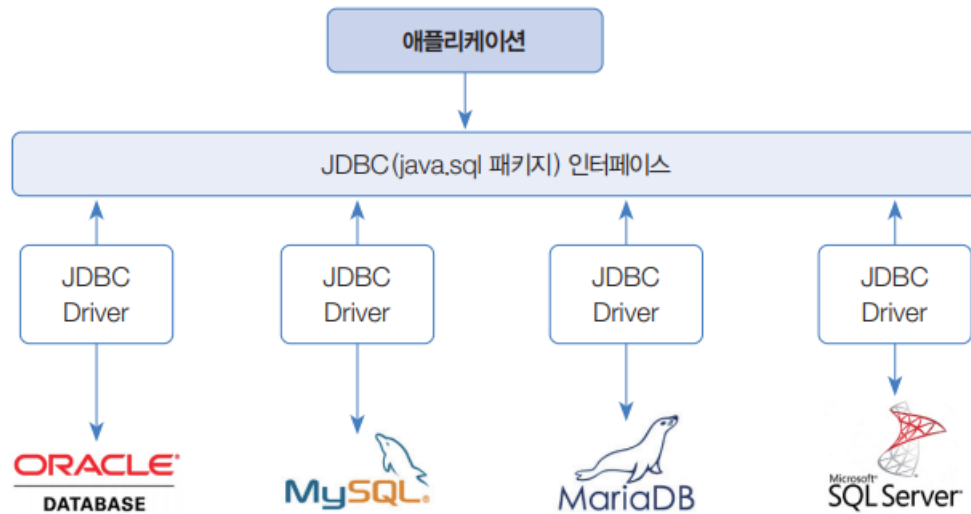 애플리케이션
JDBC(java.sql 패키지) 인터페이스
JDBC
Driver
JDBC
Driver
JDBC
Driver
JDBC
Driver
ORACLE
DATABASE
MySQL®
MariaDB
Microsoft®
SQL Server